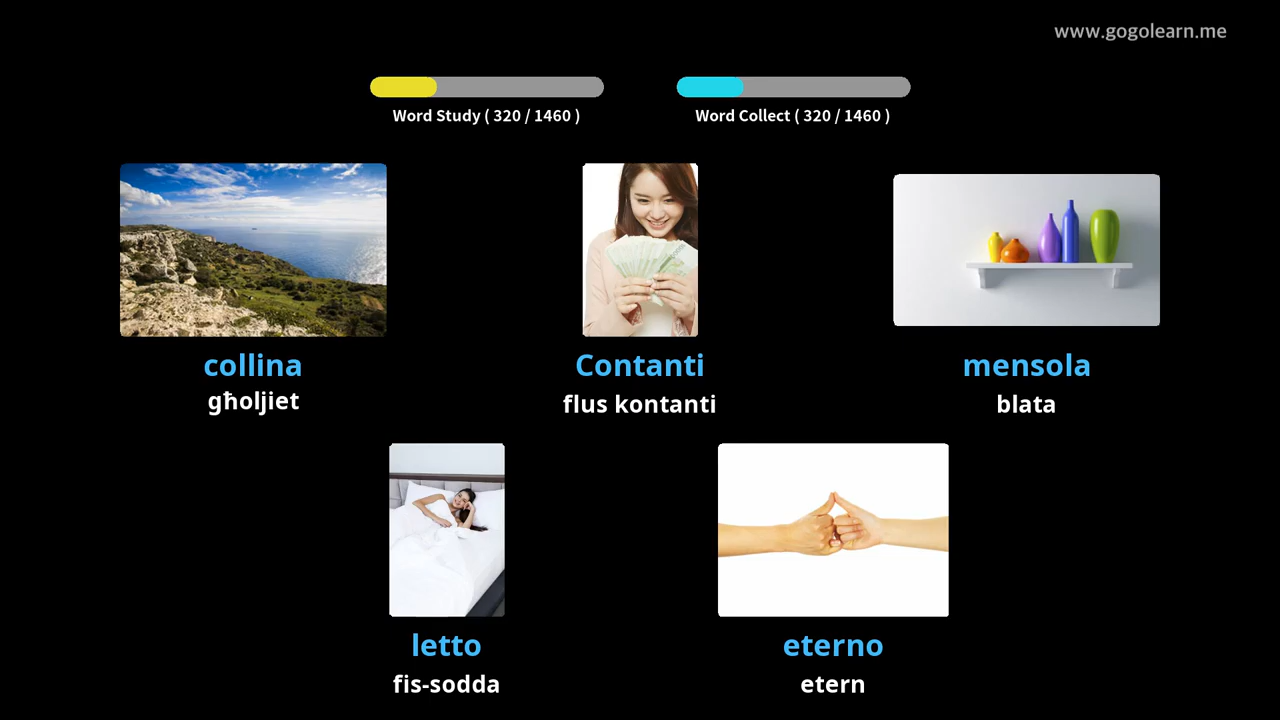 www.gogolearn.me
Word Study ( 320 / 1460 )
Word Collect ( 320 / 1460 )
collina
għoljiet
Contanti
flus kontanti
mensola
blata
letto
fis-sodda
eterno
etern